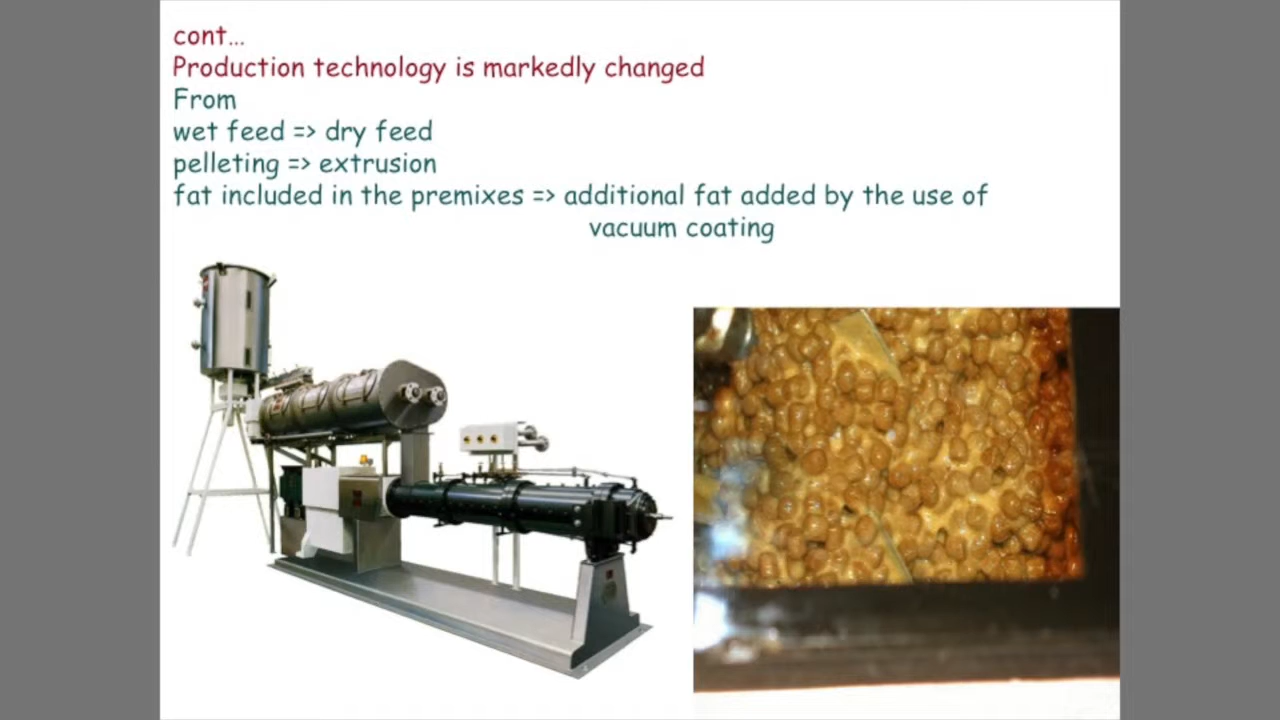 cont...
Production technology is markedly changed
From
wet feed => dry feed
pelleting => extrusion
fat included in the premixes => additional fat added by the use of
vacuum coating